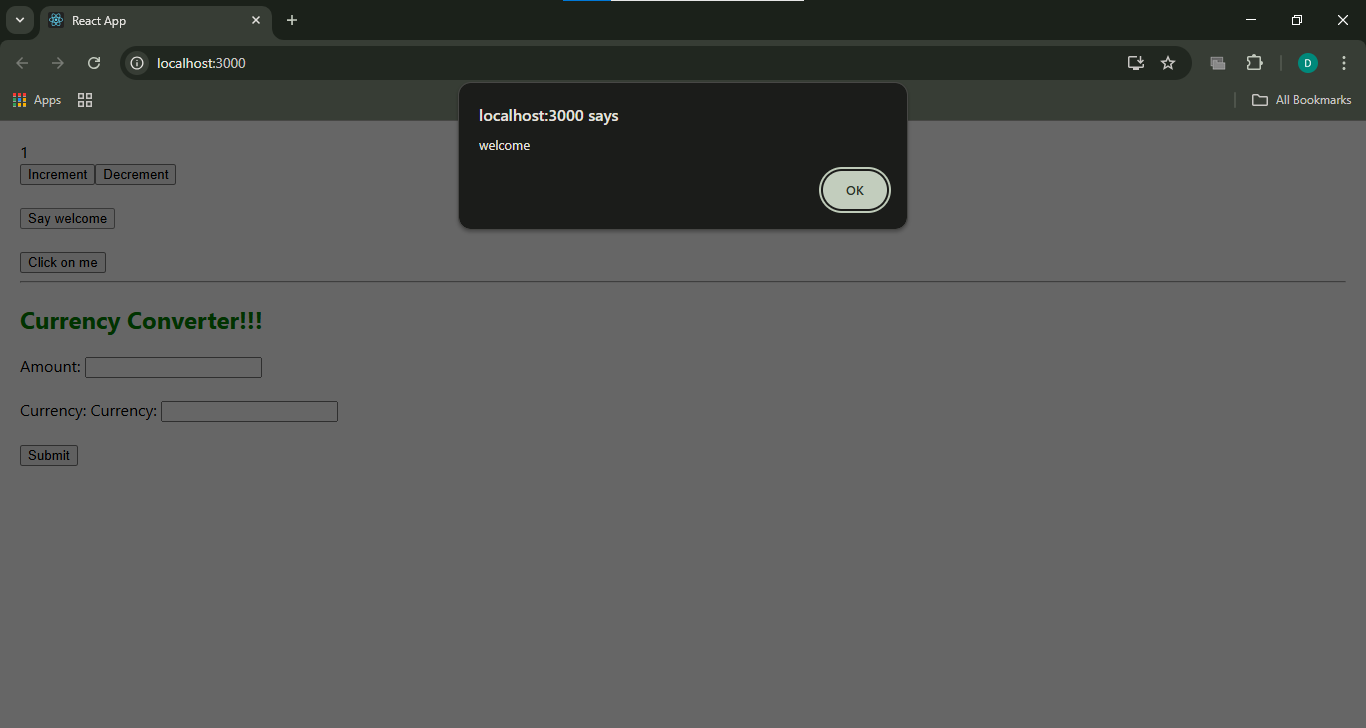 React App
localhost:3000
D
Apps
All Bookmarks
localhost:3000 says
welcome
OK
1
Increment Decrement
Say welcome
Click on me
Currency Converter!!!
Amount:
Currency: Currency:
Submit